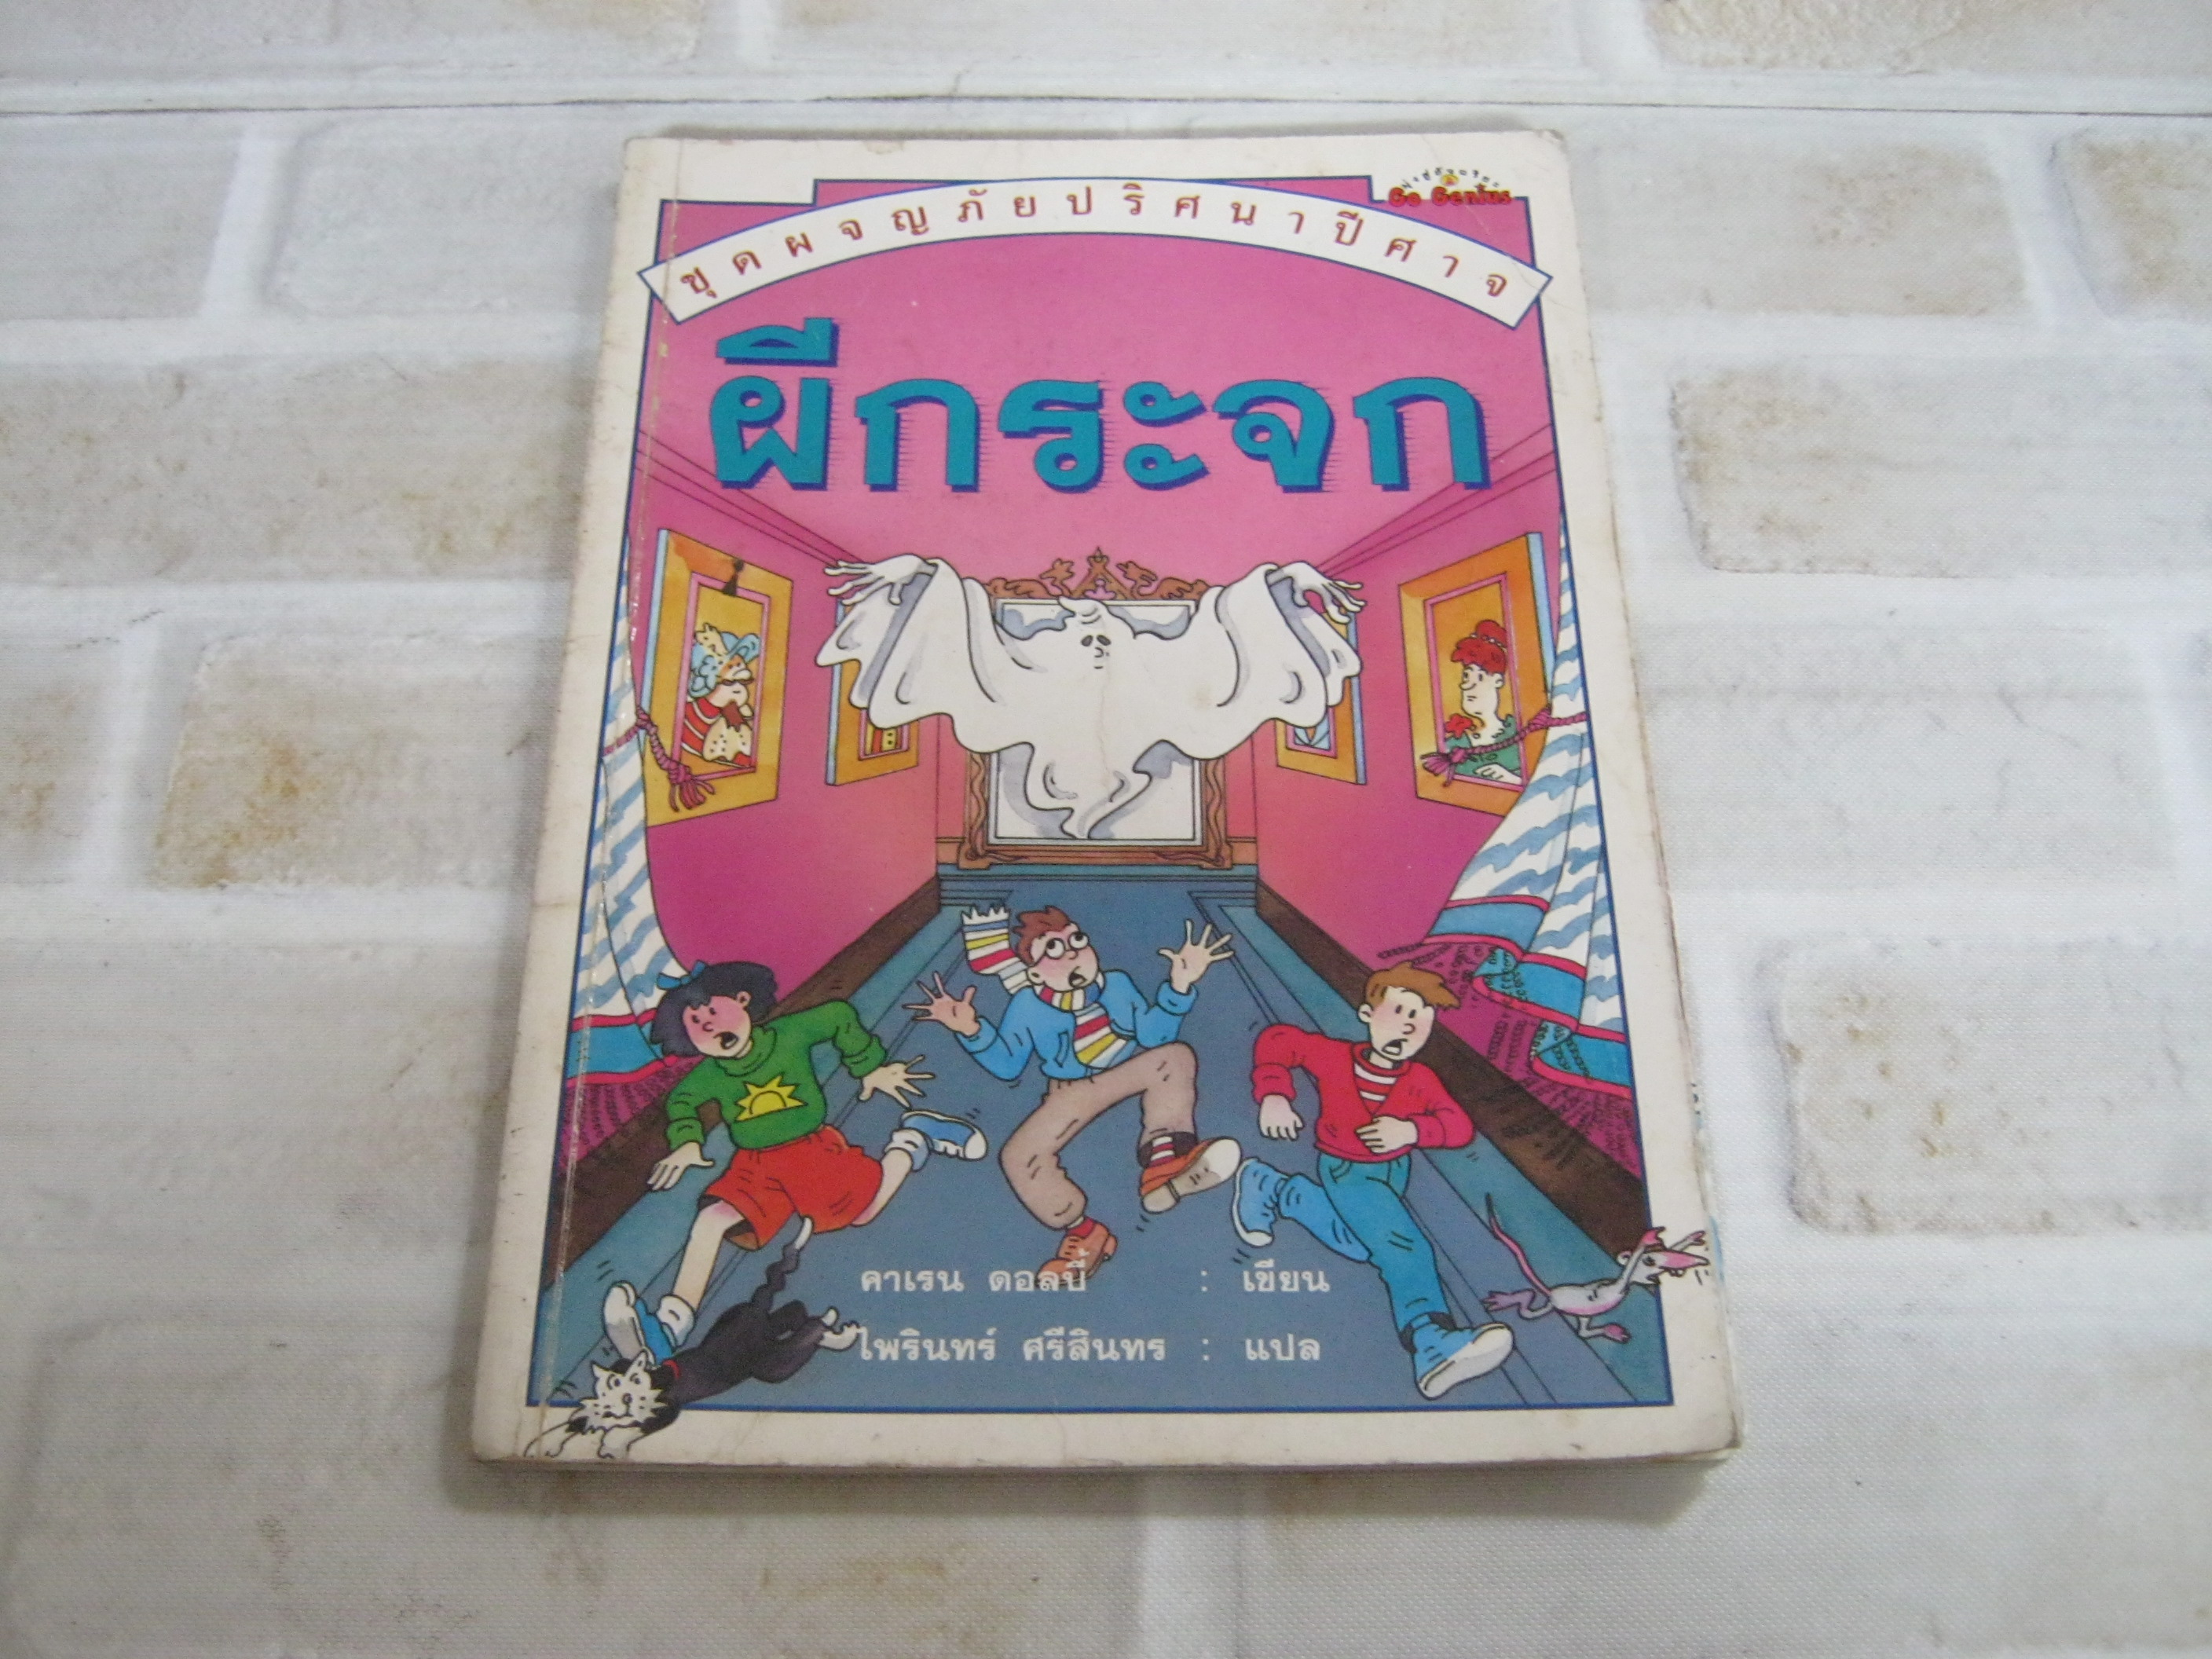 ชุดผจญภัยปริศนาปีศาจ
Go Genius
ผีกระจก
คาเรน ดอลบี้ : เขียน
ไพรินทร์ ศรีสินทร : แปล